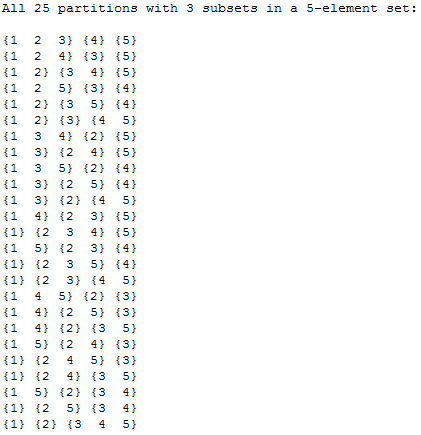 All 25 partitions with 3 subsets in a 5-element set:
{1 2 3} {4} {5}
{1 2 4} {3} {5}
{1 2} {3 4} {5}
{1 2 5} {3} {4}
{1 2} {3 5} {4}
{1 2} {3} {4 5}
{1 3 4} {2} {5}
{1 3} {2 4} {5}
{1 3 5} {2} {4}
{1 3} {2 5} {4}
{1 3} {2} {4 5}
{1 4} {2 3} {5}
{1} {2 3 4} {5}
{1 5} {2 3} {4}
{1} {2 3 5} {4}
{1} {2 3} {4 5}
{1 4 5} {2} {3}
{1 4} {2 5} {3}
{1 4} {2} {3 5}
{1 5} {2 4} {3}
{1} {2 4 5} {3}
{1} {2 4} {3 5}
{1 5} {2} {3 4}
{1} {2 5} {3 4}
{1} {2} {3 4 5}